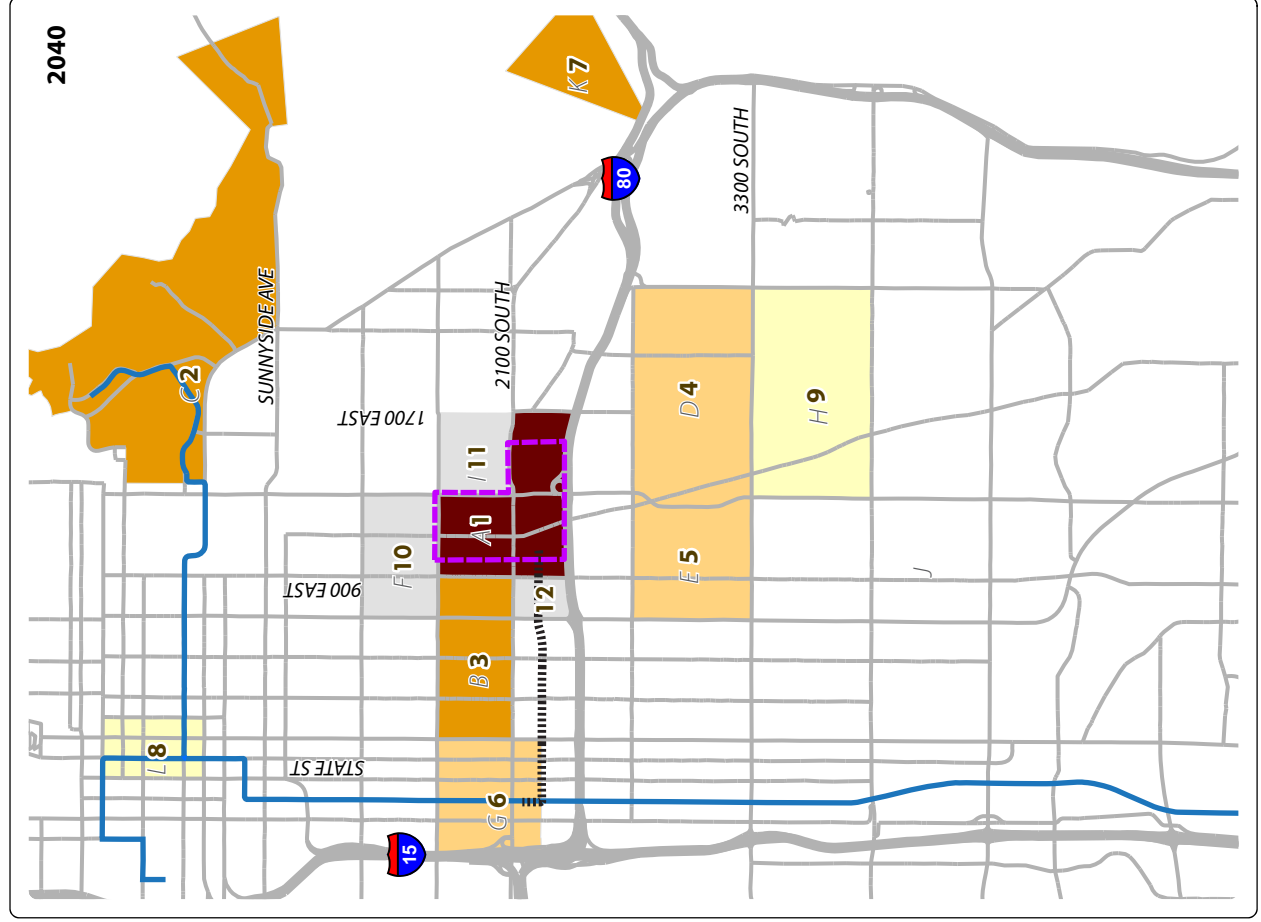 2040
SUNNYSIDE AVE
K 7
80
3300 SOUTH
2100 SOUTH
C 2
1700 EAST
D 4
H 9
I 11
A 1
F 10
900 EAST
E 5
J
12
B 3
L 8
STATE ST
G 6
15